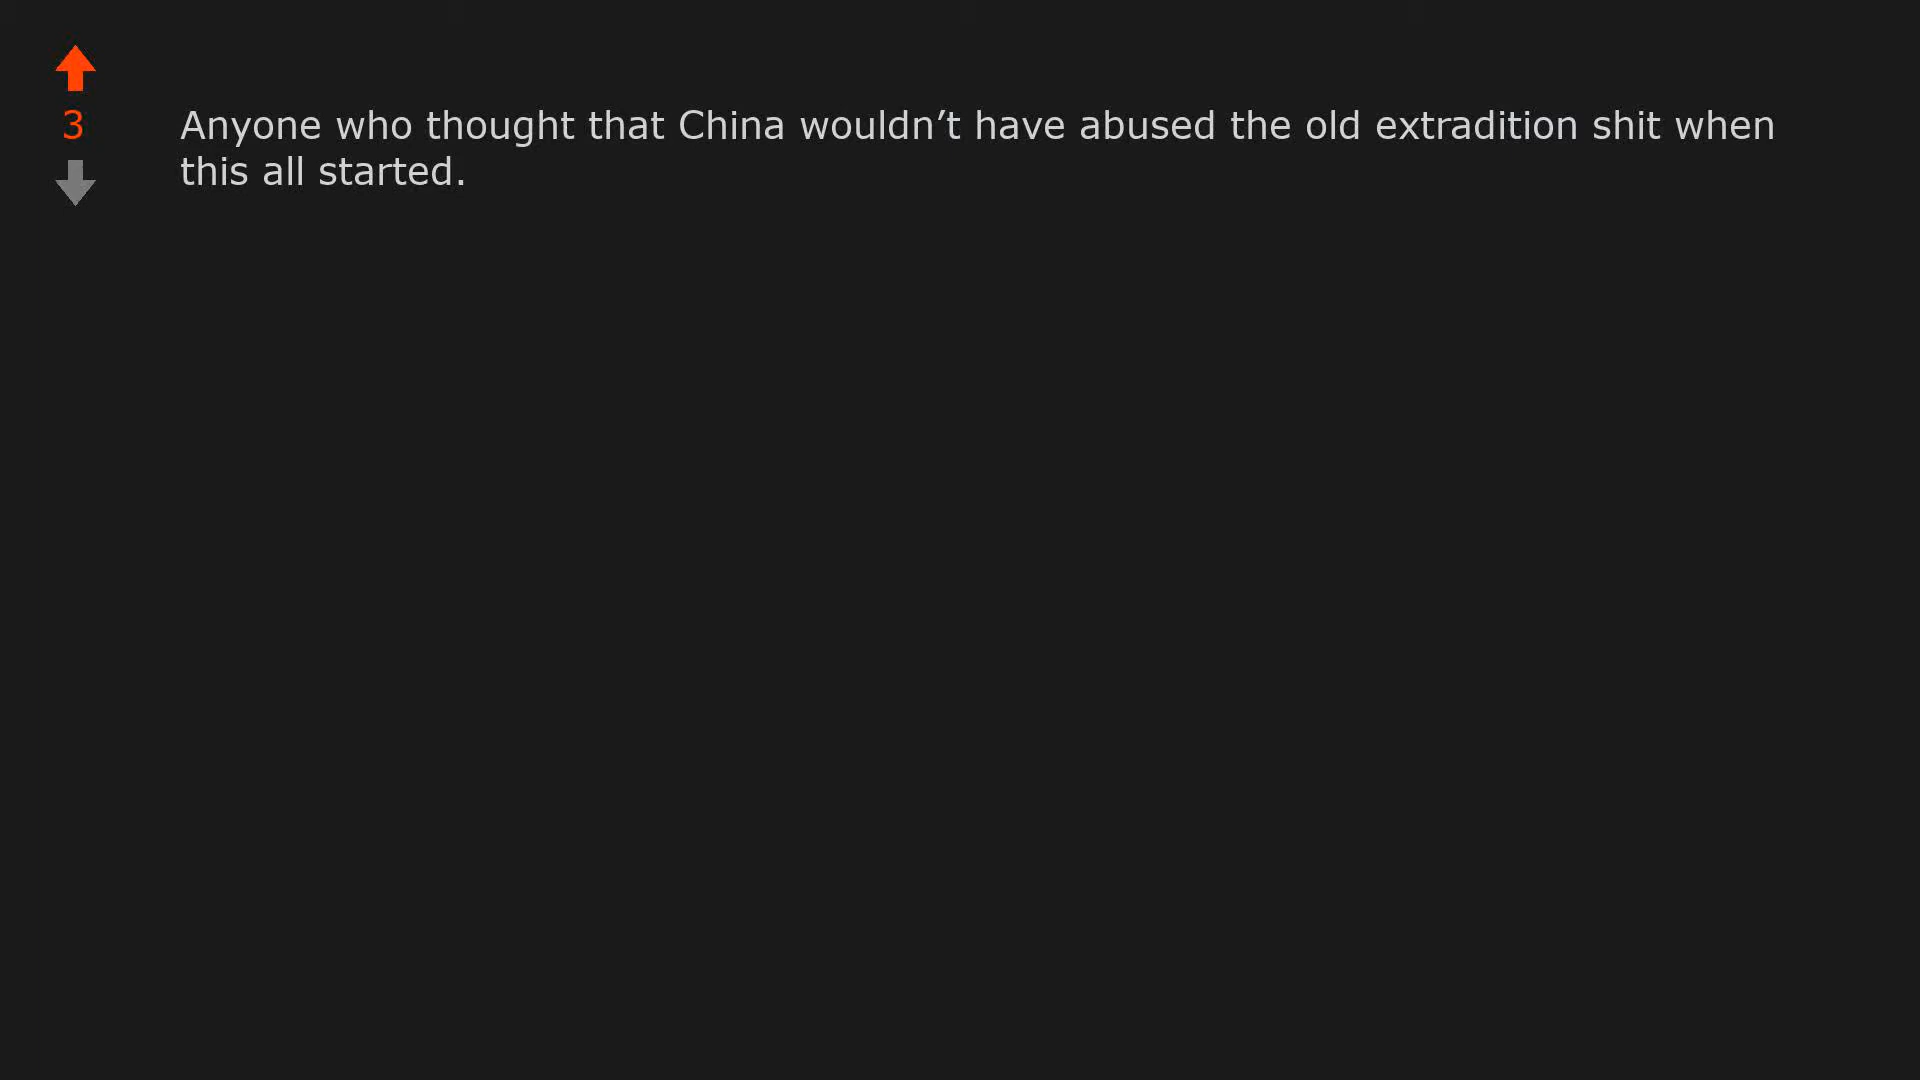 3
Anyone who thought that China wouldn’t have abused the old extradition shit when
this all started.